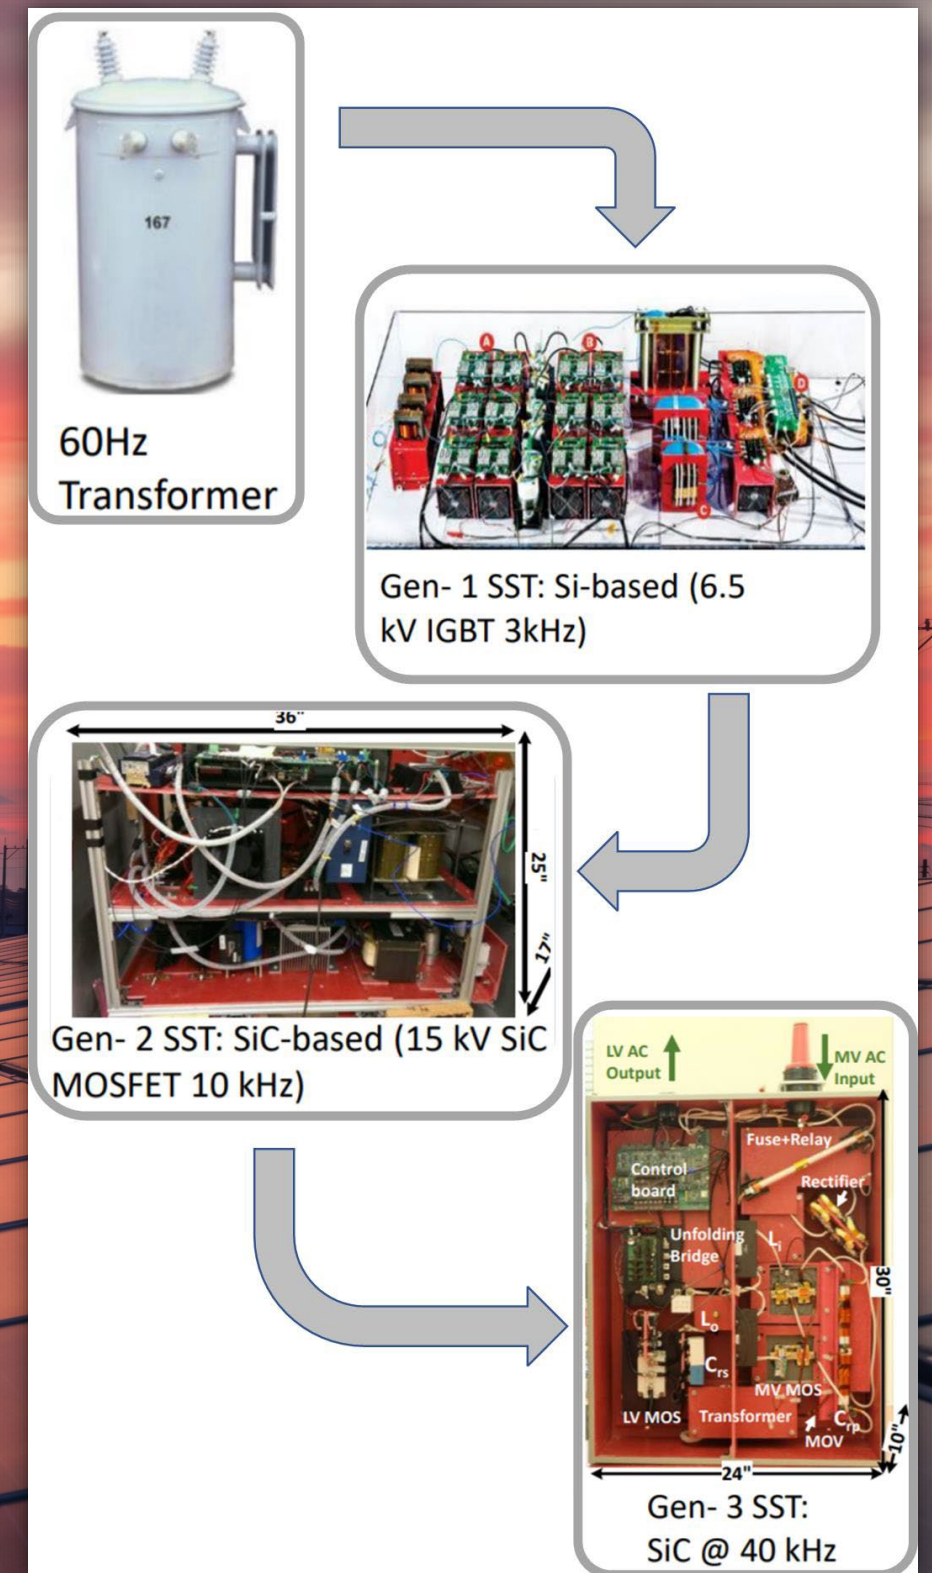 167
60Hz
Transformer
A
B
C
D
Gen- 1 SST: Si-based (6.5
kV IGBT 3kHz)
36"
25"
17"
Gen- 2 SST: SiC-based (15 kV SiC
MOSFET 10 kHz)
LV AC
Output
MV AC
Input
Fuse+Relay
Control
board
Rectifier
Unfolding
Bridge
Li
30"
Lo
Crs
MV MOS
LV MOS
Transformer
Crp
MOV
10"
24"
Gen- 3 SST:
SiC @ 40 kHz